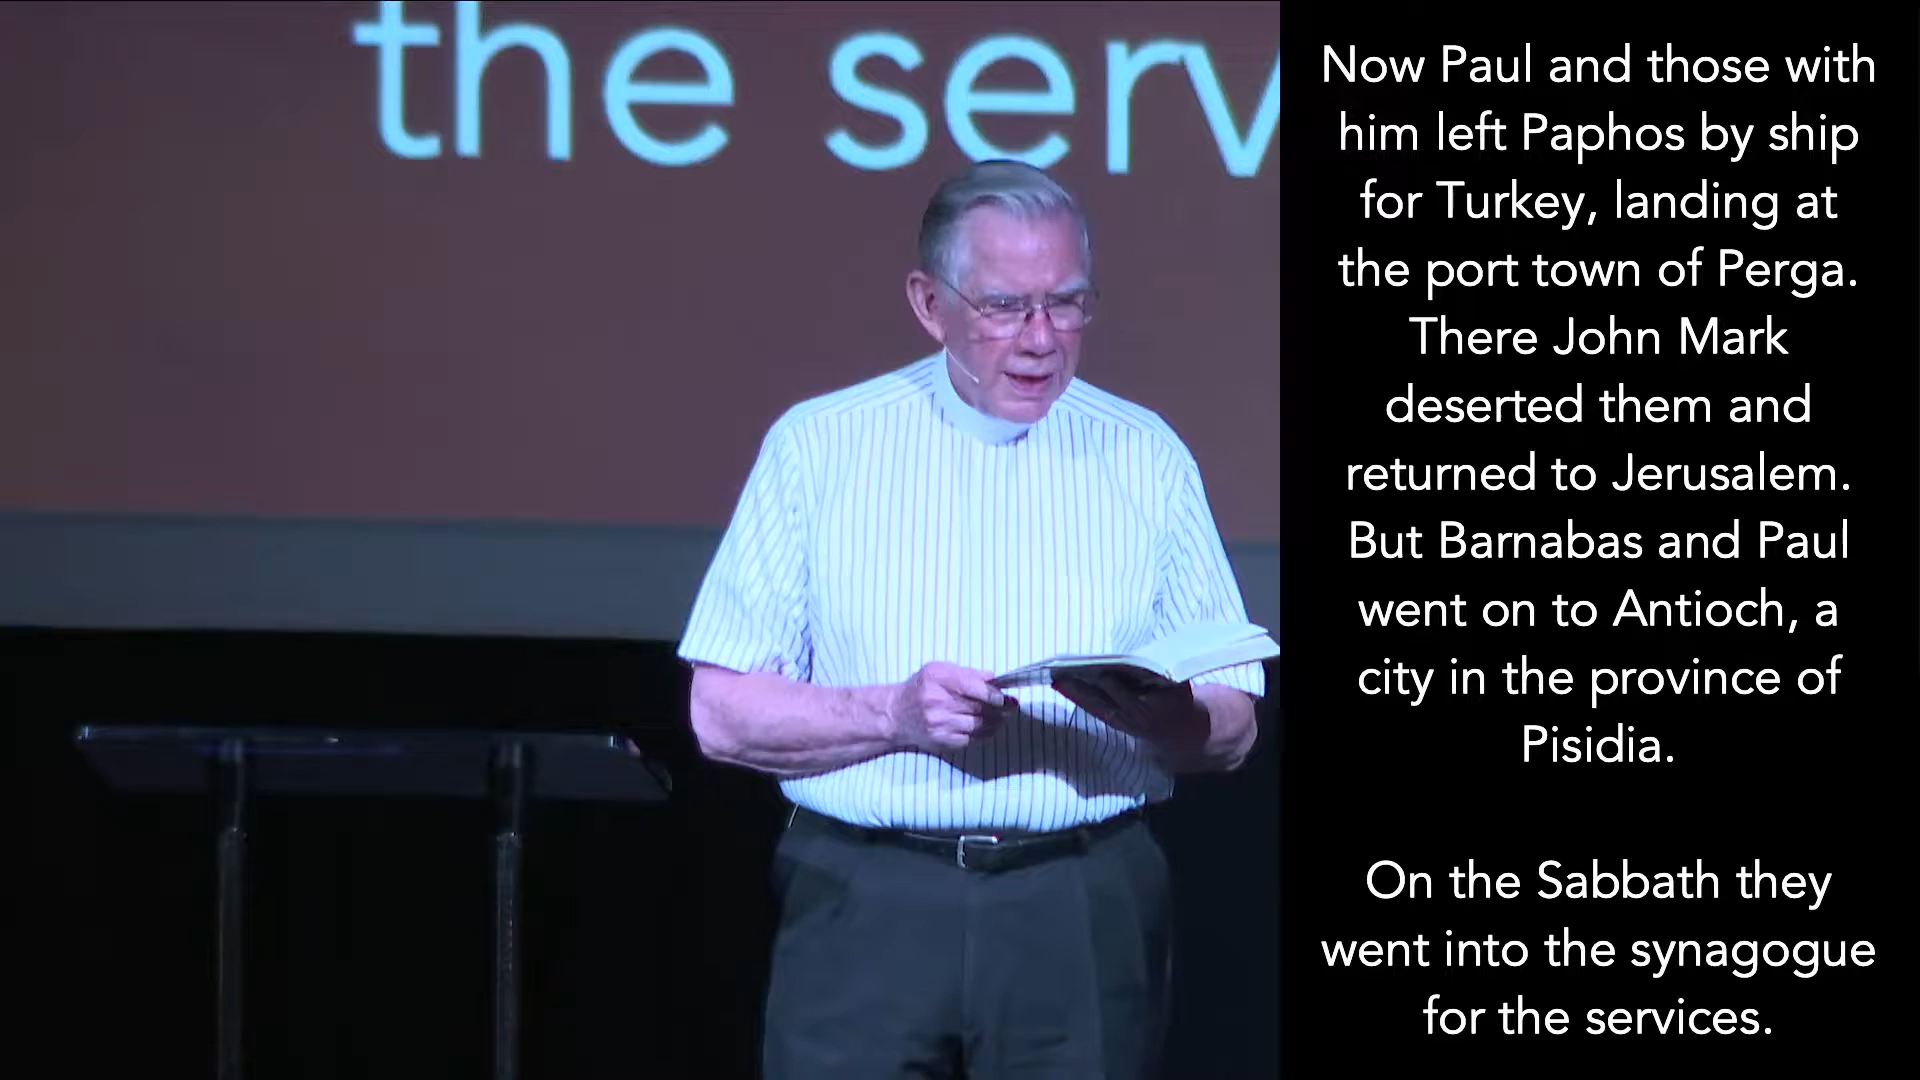 the serv
Now Paul and those with
him left Paphos by ship
for Turkey, landing at
the port town of Perga.
There John Mark
deserted them and
returned to Jerusalem.
But Barnabas and Paul
went on to Antioch, a
city in the province of
Pisidia.
On the Sabbath they
went into the synagogue
for the services.